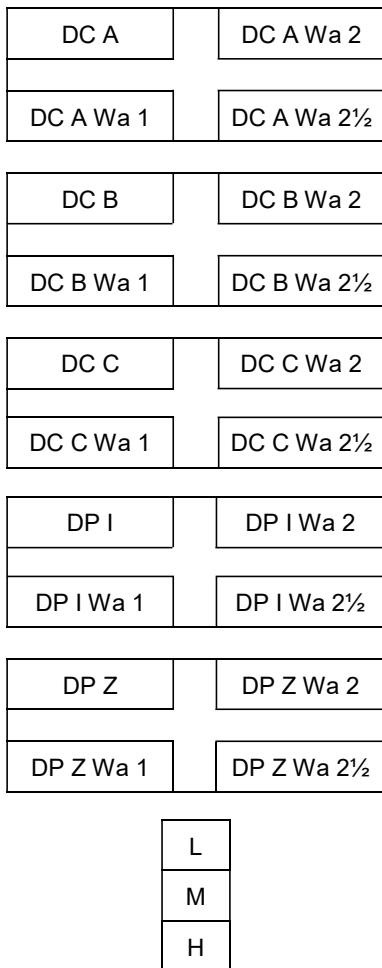 DC A DC A Wa 2
DC A Wa 1 DC A Wa 2½
DC B DC B Wa 2
DC B Wa 1 DC B Wa 2½
DC C DC C Wa 2
DC C Wa 1 DC C Wa 2½
DP I DP I Wa 2
DP I Wa 1 DP I Wa 2½
DP Z DP Z Wa 2
DP Z Wa 1 DP Z Wa 2½
L
M
H